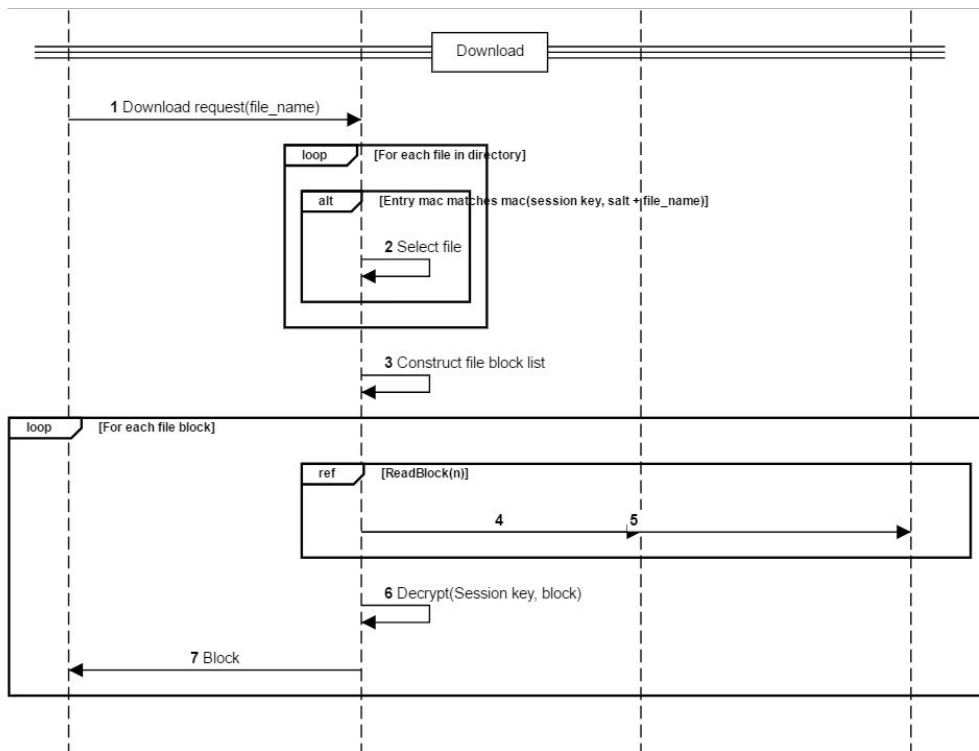 Download
1 Download request(file_name)
loop [For each file in directory]
alt [Entry mac matches mac(session key, salt + file_name)]
2 Select file
3 Construct file block list
loop [For each file block]
ref [ReadBlock(n)]
4 5
6 Decrypt(Session key, block)
7 Block